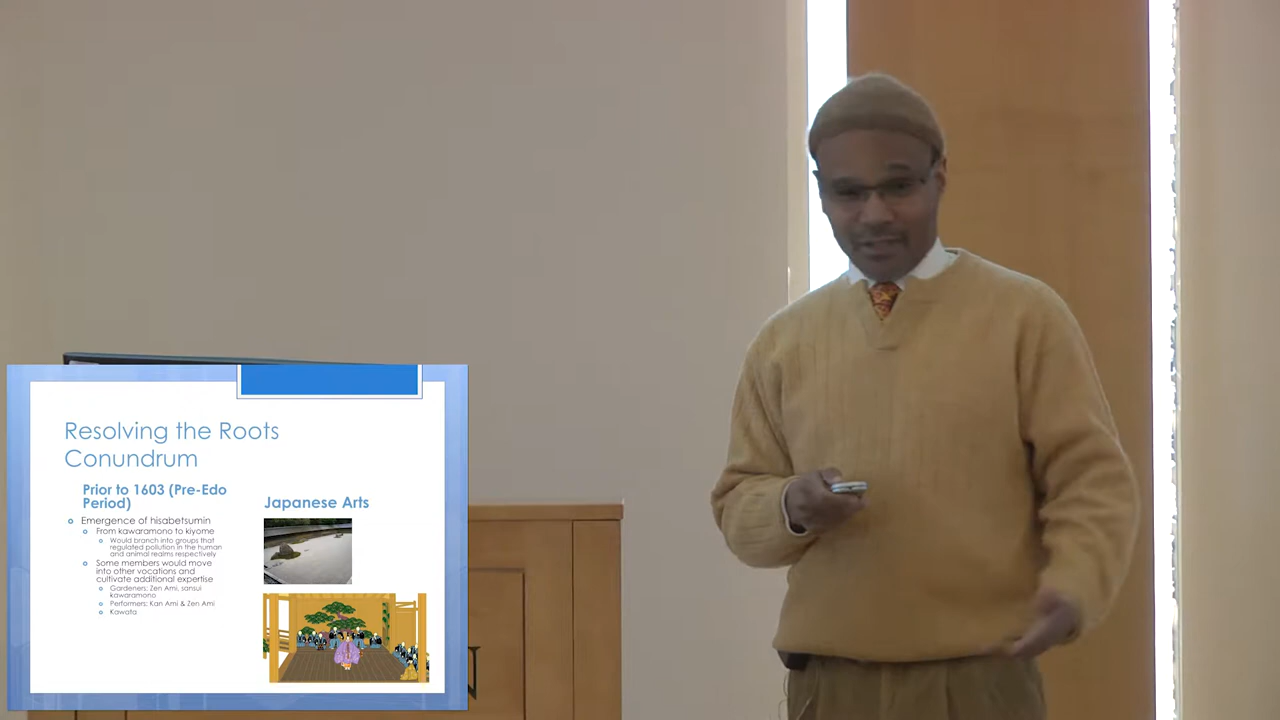 Resolving the Roots
Conundrum
Prior to 1603 (Pre-Edo
Period)
Emergence of hisabetsumin
From kawaramono to kiyome
Would branch into groups that
regulated pollution in the human
and animal realms respectively
Some members would move
into other vocations and
cultivate additional expertise
Gardeners: Zen Ami, sansui
kawaramono
Performers: Kan Ami & Zen Ami
Kawata
Japanese Arts